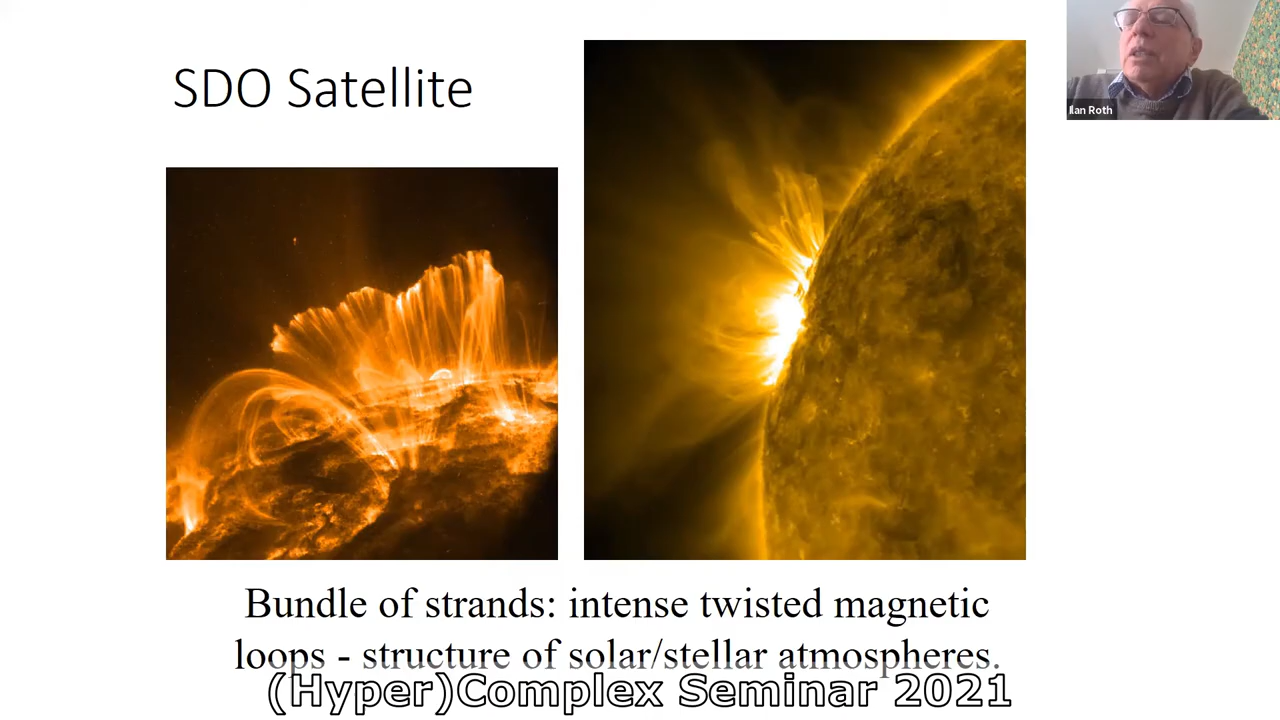 SDO Satellite
Ilan Roth
Bundle of strands: intense twisted magnetic
loops - structure of solar/stellar atmospheres.
(Hyper)Complex Seminar 2021